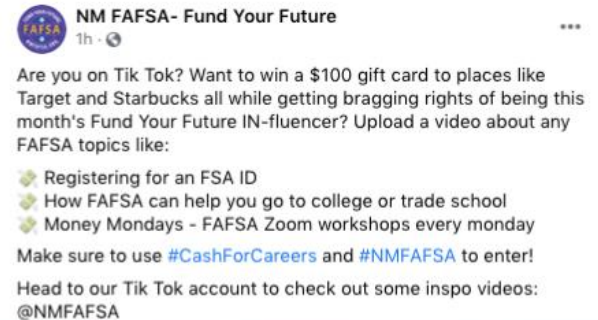 NM FAFSA- Fund Your Future
FAFSA
1h ·
Are you on Tik Tok? Want to win a $100 gift card to places like
Target and Starbucks all while getting bragging rights of being this
month's Fund Your Future IN-fluencer? Upload a video about any
FAFSA topics like:
💸 Registering for an FSA ID
💸 How FAFSA can help you go to college or trade school
💸 Money Mondays - FAFSA Zoom workshops every monday
Make sure to use #CashForCareers and #NMFAFSA to enter!
Head to our Tik Tok account to check out some inspo videos:
@NMFAFSA